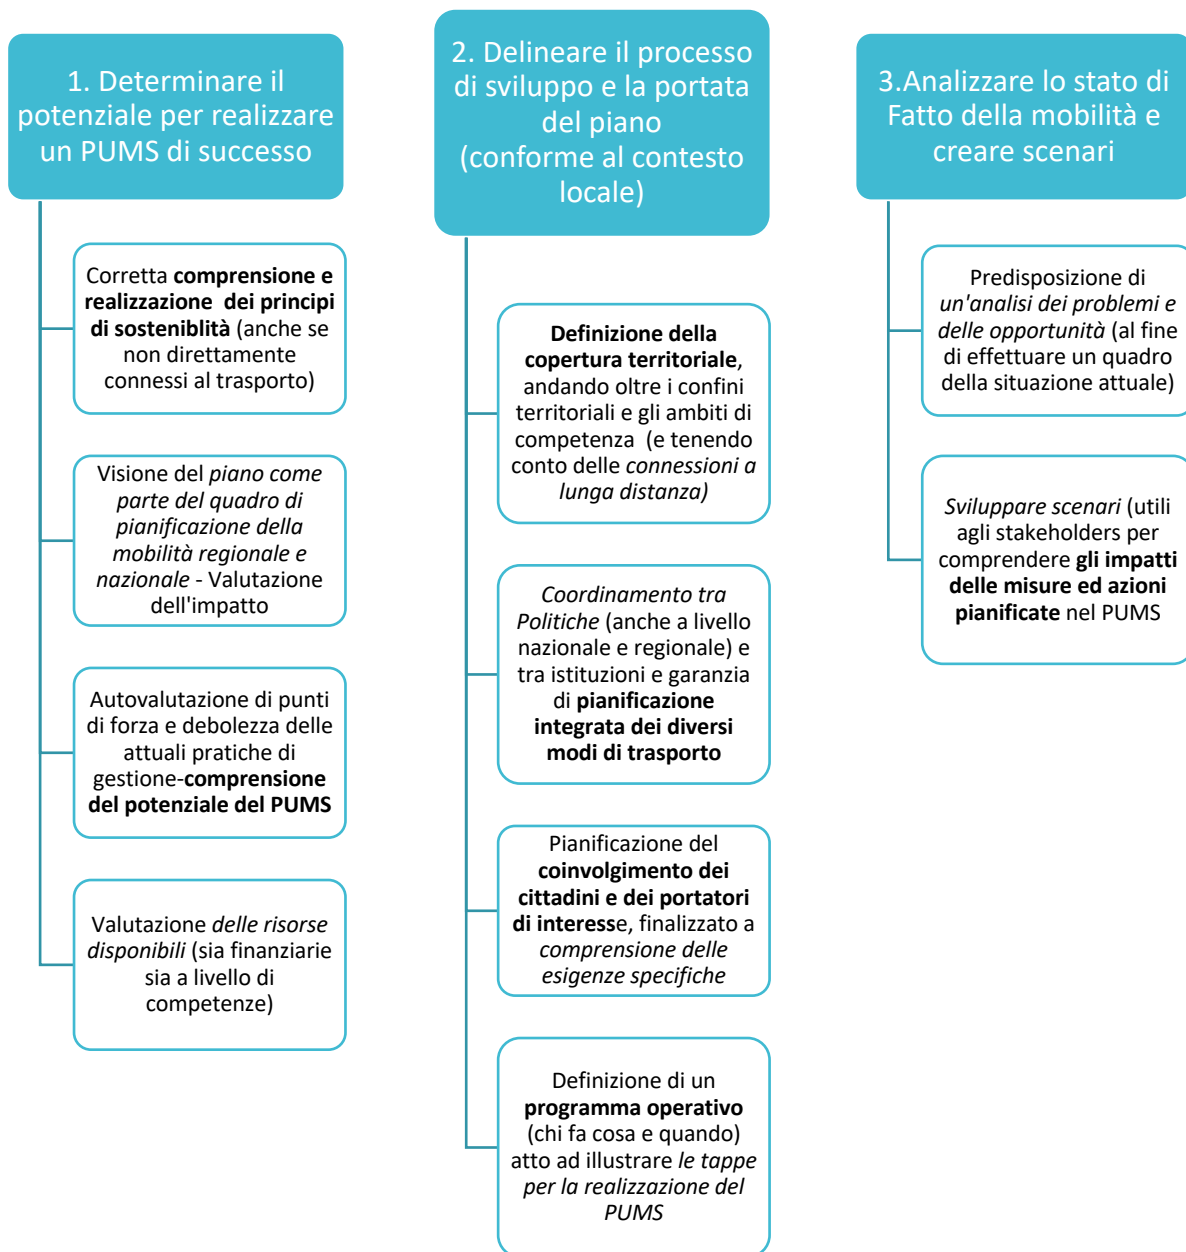 1. Determinare il
potenziale per realizzare
un PUMS di successo
Corretta comprensione e
realizzazione dei principi
di sosteniblità (anche se
non direttamente
connessi al trasporto)
Visione del piano come
parte del quadro di
pianificazione della
mobilità regionale e
nazionale - Valutazione
dell'impatto
Autovalutazione di punti
di forza e debolezza delle
attuali pratiche di
gestione-comprensione
del potenziale del PUMS
Valutazione delle risorse
disponibili (sia finanziarie
sia a livello di
competenze)
2. Delineare il processo
di sviluppo e la portata
del piano
(conforme al contesto
locale)
Definizione della
copertura territoriale,
andando oltre i confini
territoriali e gli ambiti di
competenza (e tenendo
conto delle connessioni a
lunga distanza)
Coordinamento tra
Politiche (anche a livello
nazionale e regionale) e
tra istituzioni e garanzia
di pianificazione
integrata dei diversi
modi di trasporto
Pianificazione del
coinvolgimento dei
cittadini e dei portatori
di interesse, finalizzato a
comprensione delle
esigenze specifiche
Definizione di un
programma operativo
(chi fa cosa e quando)
atto ad illustrare le tappe
per la realizzazione del
PUMS
3.Analizzare lo stato di
Fatto della mobilità e
creare scenari
Predisposizione di
un'analisi dei problemi e
delle opportunità (al fine
di effettuare un quadro
della situazione attuale)
Sviluppare scenari (utili
agli stakeholders per
comprendere gli impatti
delle misure ed azioni
pianificate nel PUMS